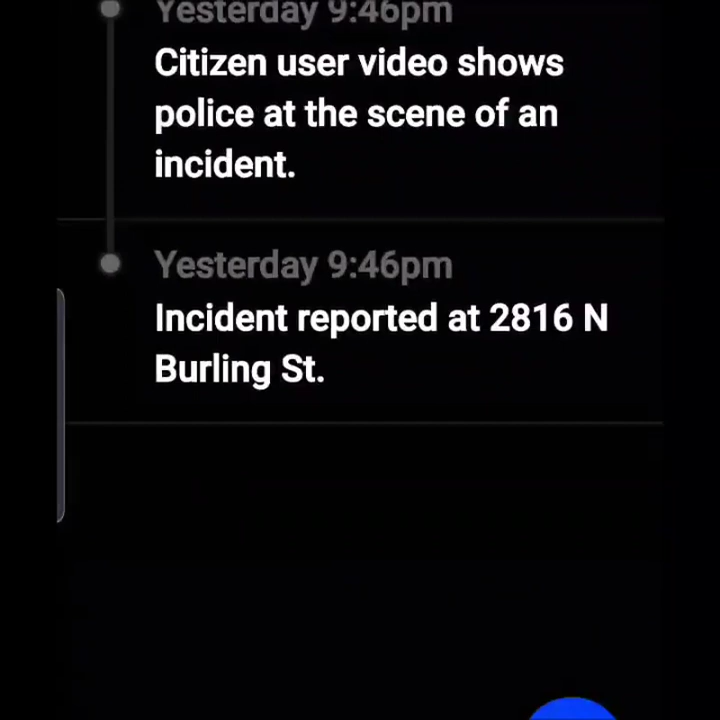 Yesterday 9:46pm
Citizen user video shows
police at the scene of an
incident.
Yesterday 9:46pm
Incident reported at 2816 N
Burling St.